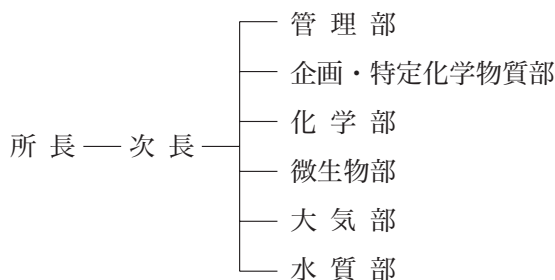 管理部
企画・特定化学物質部
化学部
所長 次長
微生物部
大気部
水質部